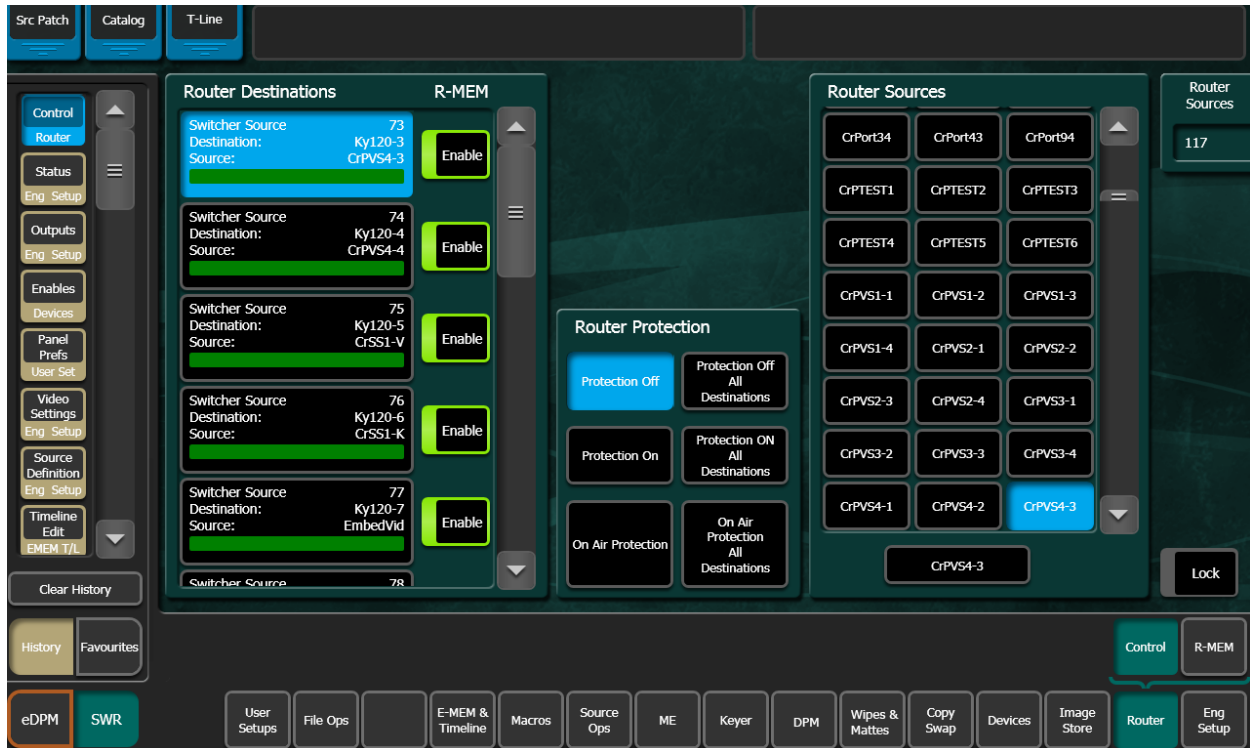 Src Patch
Catalog
T-Line
Control
Router
Status
Eng Setup
Outputs
Eng Setup
Enables
Devices
Panel
Prefs
User Set
Video
Settings
Eng Setup
Source
Definition
Eng Setup
Timeline
Edit
EMEM T/L
Clear History
History
Favourites
Router Destinations R-MEM
Switcher Source 73
Destination: Ky120-3
Source: CrPVS4-3
Enable
Switcher Source 74
Destination: Ky120-4
Source: CrPVS4-4
Enable
Switcher Source 75
Destination: Ky120-5
Source: CrSS1-V
Enable
Switcher Source 76
Destination: Ky120-6
Source: CrSS1-K
Enable
Switcher Source 77
Destination: Ky120-7
Source: EmbedVid
Enable
Switcher Source 78
Router Protection
Protection Off
Protection Off
All
Destinations
Protection On
Protection ON
All
Destinations
On Air Protection
On Air
Protection
All
Destinations
Router Sources
CrPort34 CrPort43 CrPort94
CrPTEST1 CrPTEST2 CrPTEST3
CrPTEST4 CrPTEST5 CrPTEST6
CrPVS1-1 CrPVS1-2 CrPVS1-3
CrPVS1-4 CrPVS2-1 CrPVS2-2
CrPVS2-3 CrPVS2-4 CrPVS3-1
CrPVS3-2 CrPVS3-3 CrPVS3-4
CrPVS4-1 CrPVS4-2 CrPVS4-3
CrPVS4-3
Router
Sources
117
Lock
Control
R-MEM
eDPM
SWR
User
Setups
File Ops
E-MEM &
Timeline
Macros
Source
Ops
ME
Keyer
DPM
Wipes &
Mattes
Copy
Swap
Devices
Image
Store
Router
Eng
Setup